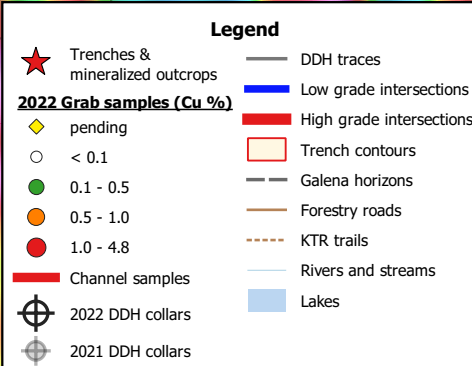 Legend
Trenches &
mineralized outcrops
2022 Grab samples (Cu %)
pending
< 0.1
0.1 - 0.5
0.5 - 1.0
1.0 - 4.8
Channel samples
2022 DDH collars
2021 DDH collars
DDH traces
Low grade intersections
High grade intersections
Trench contours
Galena horizons
Forestry roads
KTR trails
Rivers and streams
Lakes